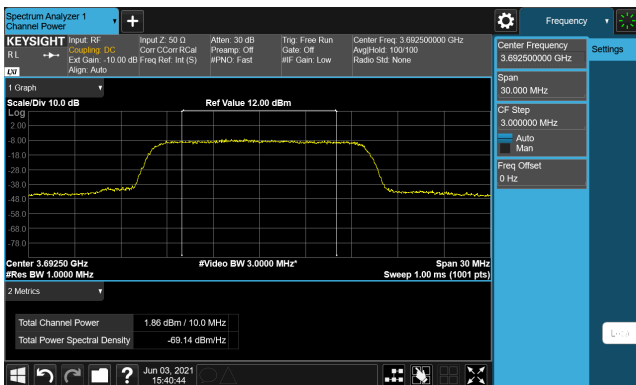 Spectrum Analyzer 1
Channel Power
Frequency
KEYSIGHT Input: RF Input Z: 50 Ω Atten: 30 dB Trig: Free Run Center Freq: 3.692500000 GHz
R L Coupling: DC Corr CCorr RCal Preamp: Off Gate: Off Avg|Hold: 100/100
Ext Gain: -10.00 dB Freq Ref: Int (S) #PNO: Fast #IF Gain: Low Radio Std: None
LXI Align: Auto
Center Frequency
3.692500000 GHz
Settings
Span
30.000 MHz
CF Step
3.000000 MHz
Auto
Man
Freq Offset
0 Hz
1 Graph
Scale/Div 10.0 dB Ref Value 12.00 dBm
Log
2.00
-8.00
-18.0
-28.0
-38.0
-48.0
-58.0
-68.0
-78.0
Center 3.69250 GHz #Video BW 3.0000 MHz* Span 30 MHz
#Res BW 1.0000 MHz Sweep 1.00 ms (1001 pts)
2 Metrics
Total Channel Power 1.86 dBm / 10.0 MHz
Total Power Spectral Density -69.14 dBm/Hz
Jun 03, 2021
15:40:44